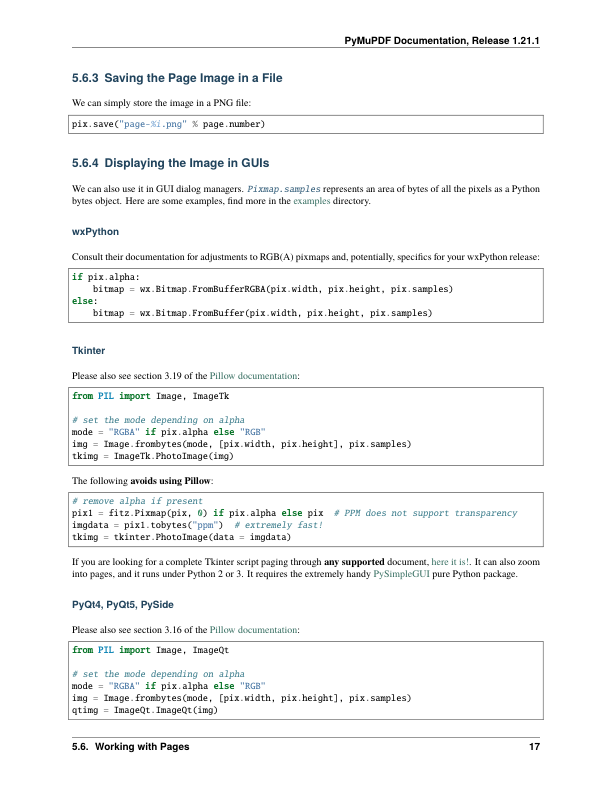 PyMuPDF Documentation, Release 1.21.1
5.6.3 Saving the Page Image in a File
We can simply store the image in a PNG file:
pix.save("page-%i.png" % page.number)
5.6.4 Displaying the Image in GUIs
We can also use it in GUI dialog managers. Pixmap.samples represents an area of bytes of all the pixels as a Python
bytes object. Here are some examples, find more in the examples directory.
wxPython
Consult their documentation for adjustments to RGB(A) pixmaps and, potentially, specifics for your wxPython release:
if pix.alpha:
    bitmap = wx.Bitmap.FromBufferRGBA(pix.width, pix.height, pix.samples)
else:
    bitmap = wx.Bitmap.FromBuffer(pix.width, pix.height, pix.samples)
Tkinter
Please also see section 3.19 of the Pillow documentation:
from PIL import Image, ImageTk
# set the mode depending on alpha
mode = "RGBA" if pix.alpha else "RGB"
img = Image.frombytes(mode, [pix.width, pix.height], pix.samples)
tkimg = ImageTk.PhotoImage(img)
The following avoids using Pillow:
# remove alpha if present
pix1 = fitz.Pixmap(pix, 0) if pix.alpha else pix  # PPM does not support transparency
imgdata = pix1.tobytes("ppm")  # extremely fast!
tkimg = tkinter.PhotoImage(data = imgdata)
If you are looking for a complete Tkinter script paging through any supported document, here it is!. It can also zoom
into pages, and it runs under Python 2 or 3. It requires the extremely handy PySimpleGUI pure Python package.
PyQt4, PyQt5, PySide
Please also see section 3.16 of the Pillow documentation:
from PIL import Image, ImageQt
# set the mode depending on alpha
mode = "RGBA" if pix.alpha else "RGB"
img = Image.frombytes(mode, [pix.width, pix.height], pix.samples)
qtimg = ImageQt.ImageQt(img)
5.6. Working with Pages 17